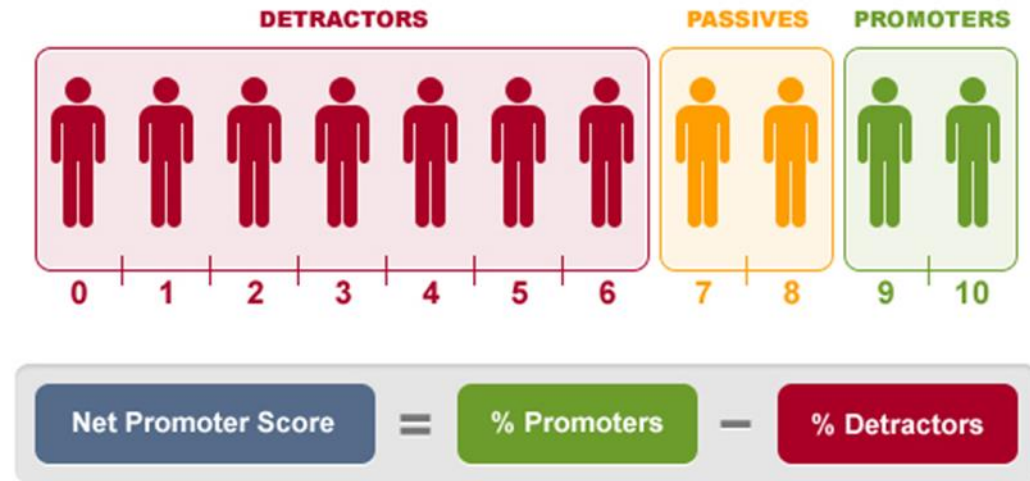 DETRACTORS PASSIVES PROMOTERS
0 1 2 3 4 5 6 7 8 9 10
Net Promoter Score = % Promoters − % Detractors